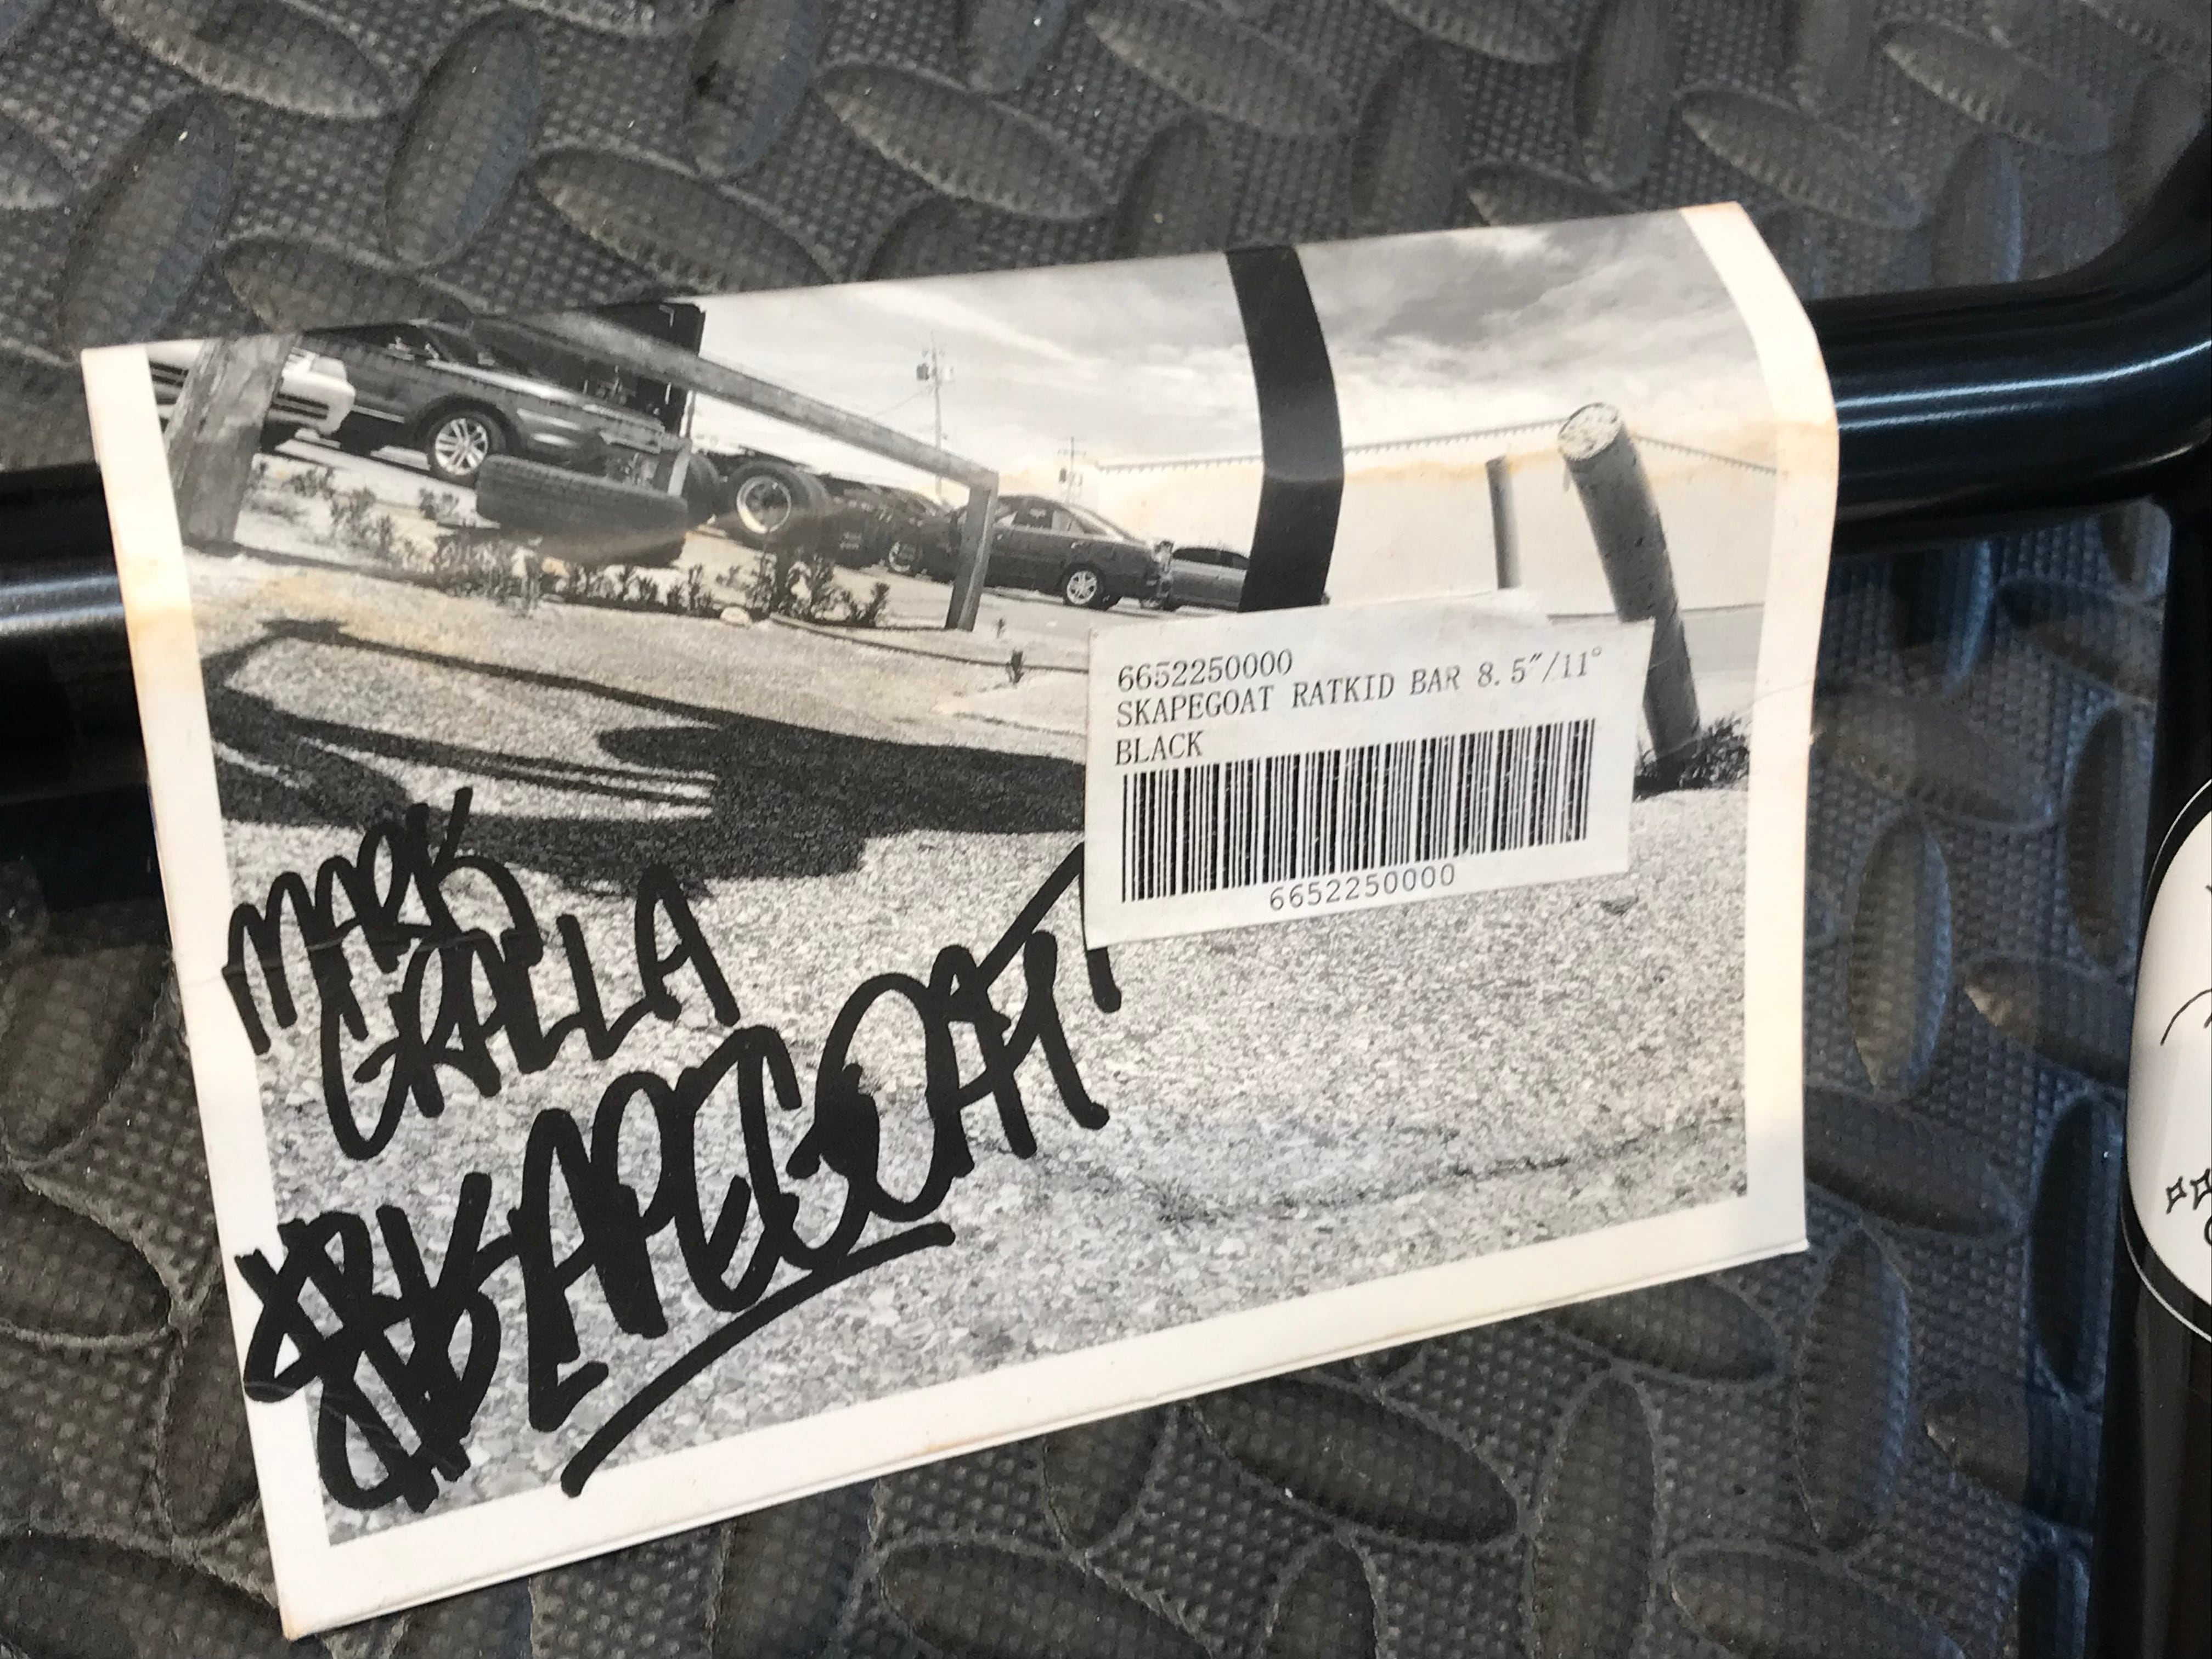 6652250000
SKAPEGOAT RATKID BAR 8.5"/11°
BLACK
6652250000
MARK
GRALLA
SKAPEGOAT